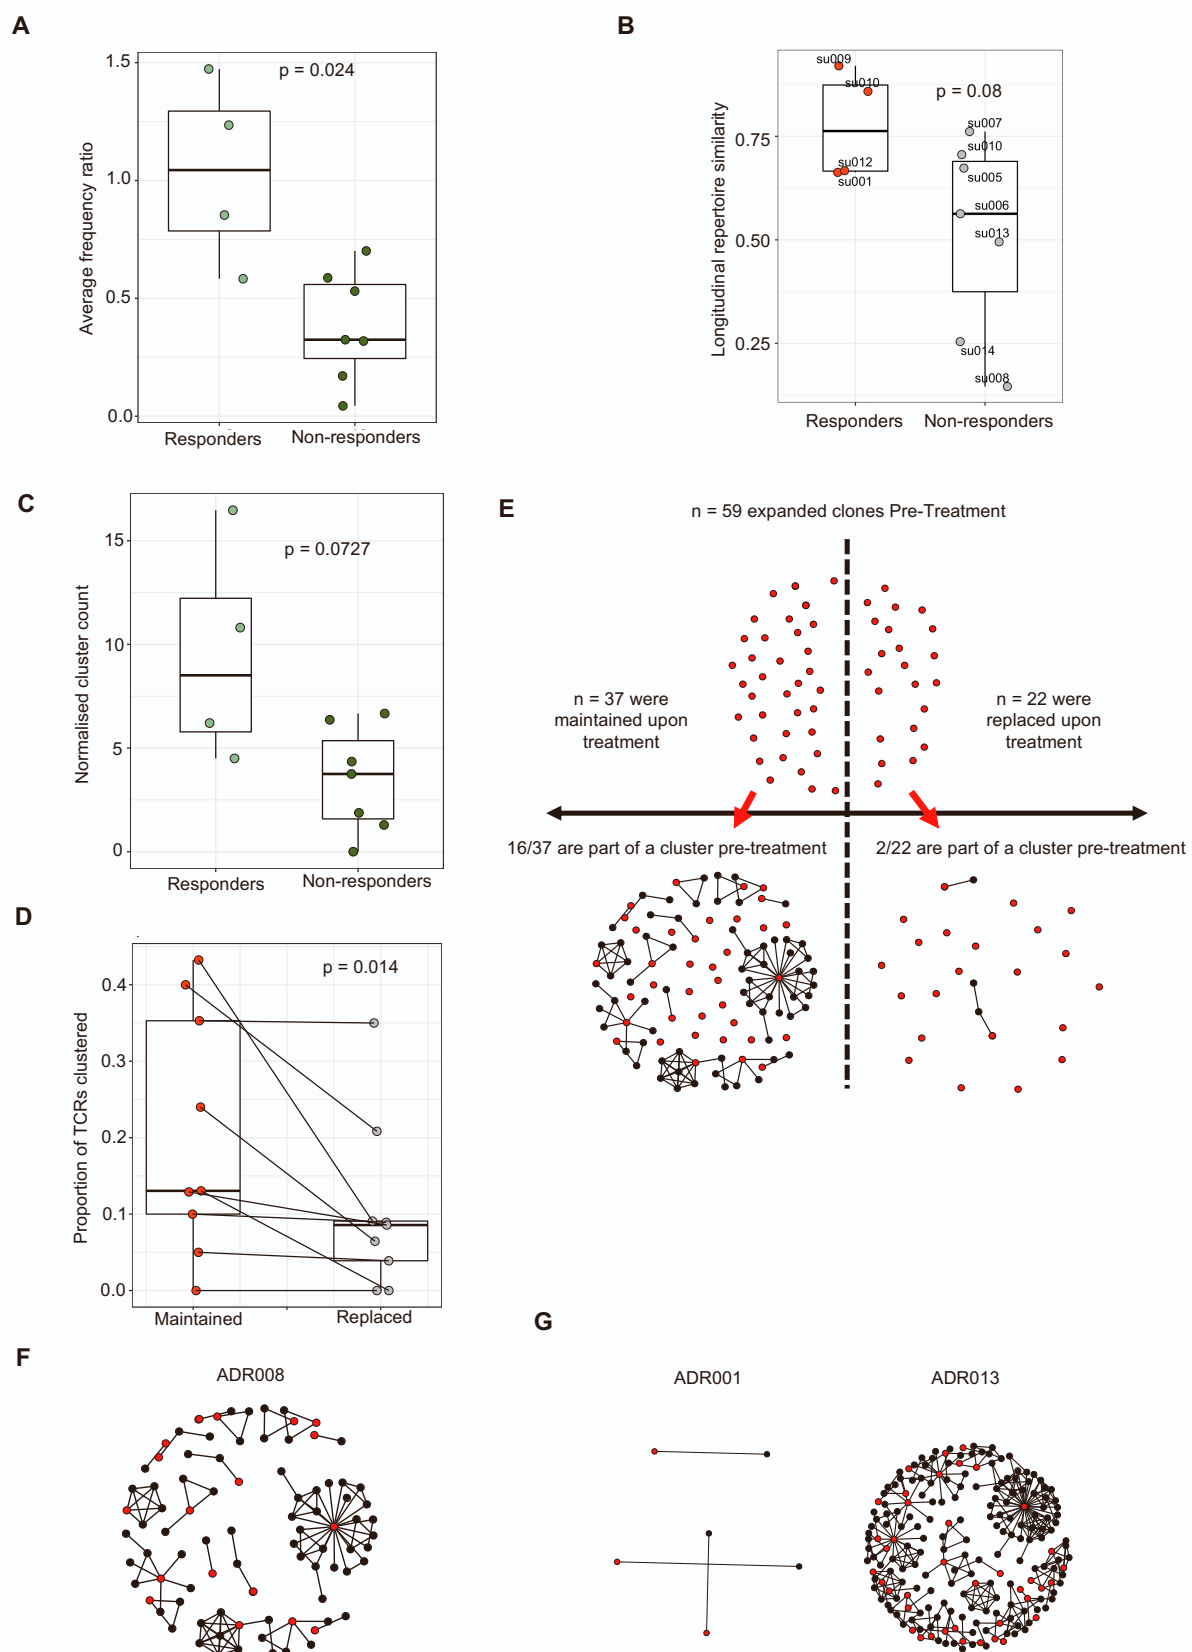 A
1.5
p = 0.024
1.0
0.5
0.0
Average frequency ratio
Responders
Non-responders
B
su009
su010
p = 0.08
su007
0.75
su010
su012
su005
su001
su006
su013
0.50
0.25
su014
su008
Longitudinal repertoire similarity
Responders
Non-responders
C
15
p = 0.0727
10
5
0
Normalised cluster count
Responders
Non-responders
D
p = 0.014
0.4
0.3
0.2
0.1
0.0
Proportion of TCRs clustered
Maintained
Replaced
E
n = 59 expanded clones Pre-Treatment
n = 37 were
maintained upon
treatment
n = 22 were
replaced upon
treatment
16/37 are part of a cluster pre-treatment
2/22 are part of a cluster pre-treatment
F
ADR008
G
ADR001
ADR013